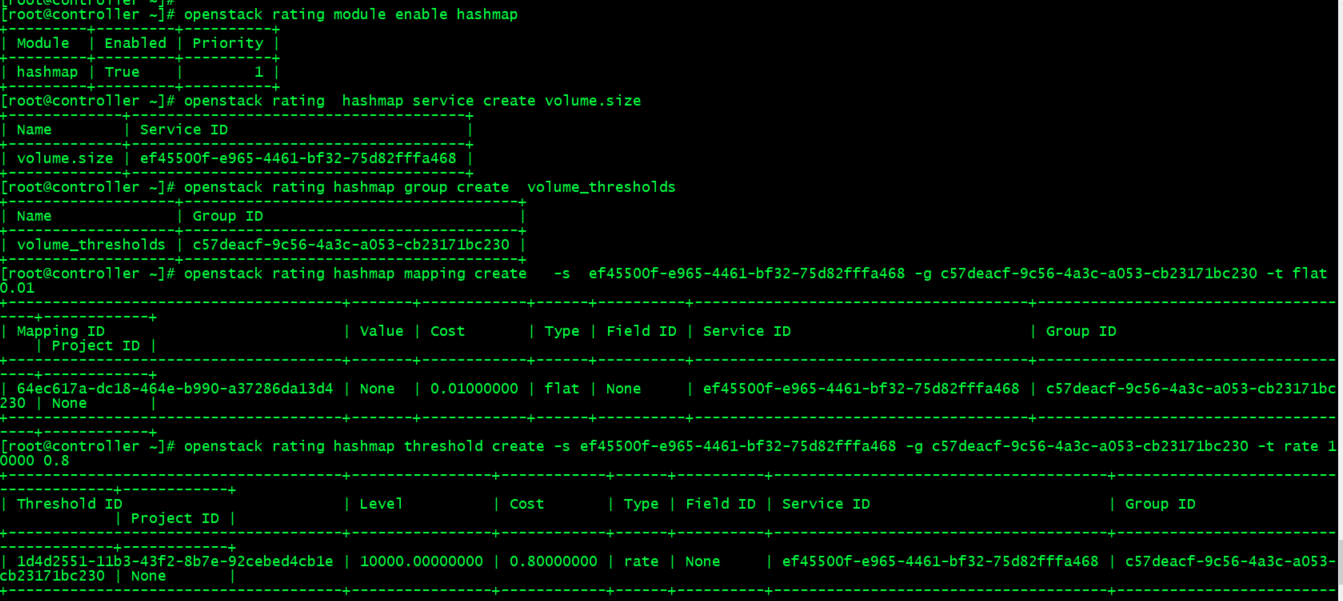 [root@controller ~]#
[root@controller ~]# openstack rating module enable hashmap
+---------+---------+----------+
| Module  | Enabled | Priority |
+---------+---------+----------+
| hashmap | True    |        1 |
+---------+---------+----------+
[root@controller ~]# openstack rating  hashmap service create volume.size
+-------------+--------------------------------------+
| Name        | Service ID                           |
+-------------+--------------------------------------+
| volume.size | ef45500f-e965-4461-bf32-75d82fffa468 |
+-------------+--------------------------------------+
[root@controller ~]# openstack rating hashmap group create  volume_thresholds
+-------------------+--------------------------------------+
| Name              | Group ID                             |
+-------------------+--------------------------------------+
| volume_thresholds | c57deacf-9c56-4a3c-a053-cb23171bc230 |
+-------------------+--------------------------------------+
[root@controller ~]# openstack rating hashmap mapping create   -s  ef45500f-e965-4461-bf32-75d82fffa468 -g c57deacf-9c56-4a3c-a053-cb23171bc230 -t flat
0.01
+--------------------------------------+-------+------------+------+----------+--------------------------------------+----------------------------------
----+------------+
| Mapping ID                           | Value | Cost       | Type | Field ID | Service ID                           | Group ID
    | Project ID |
+--------------------------------------+-------+------------+------+----------+--------------------------------------+----------------------------------
----+------------+
| 64ec617a-dc18-464e-b990-a37286da13d4 | None  | 0.01000000 | flat | None     | ef45500f-e965-4461-bf32-75d82fffa468 | c57deacf-9c56-4a3c-a053-cb23171bc
230 | None       |
+--------------------------------------+-------+------------+------+----------+--------------------------------------+----------------------------------
----+------------+
[root@controller ~]# openstack rating hashmap threshold create -s ef45500f-e965-4461-bf32-75d82fffa468 -g c57deacf-9c56-4a3c-a053-cb23171bc230 -t rate 1
0000 0.8
+--------------------------------------+----------------+------------+------+----------+--------------------------------------+-------------------------
-------------+------------+
| Threshold ID                         | Level          | Cost       | Type | Field ID | Service ID                           | Group ID
             | Project ID |
+--------------------------------------+----------------+------------+------+----------+--------------------------------------+-------------------------
-------------+------------+
| 1d4d2551-11b3-43f2-8b7e-92cebed4cb1e | 10000.00000000 | 0.80000000 | rate | None     | ef45500f-e965-4461-bf32-75d82fffa468 | c57deacf-9c56-4a3c-a053-
cb23171bc230 | None       |
+--------------------------------------+----------------+------------+------+----------+--------------------------------------+-------------------------